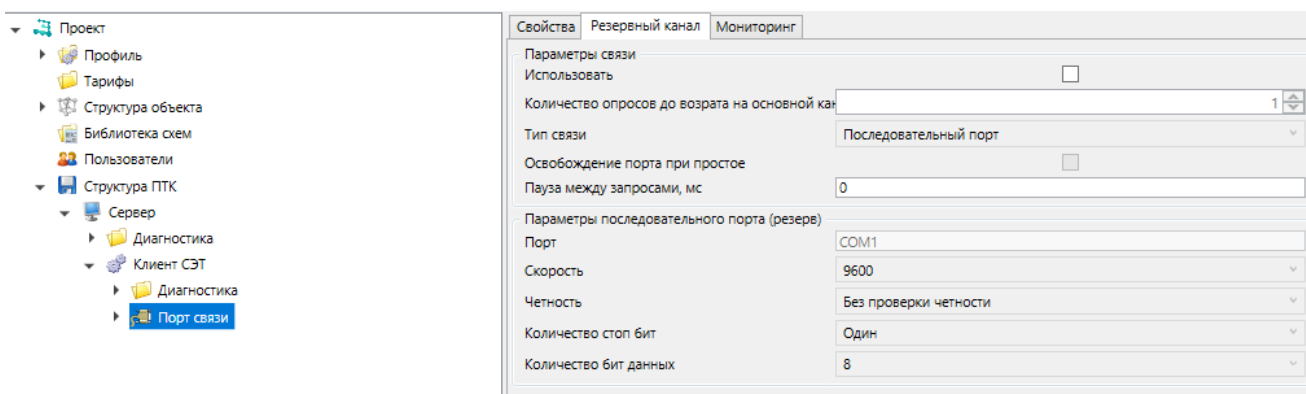 Проект
Профиль
Тарифы
Структура объекта
Библиотека схем
Пользователи
Структура ПТК
Сервер
Диагностика
Клиент СЭТ
Диагностика
Порт связи
Свойства Резервный канал Мониторинг
Параметры связи
Использовать
Количество опросов до возрата на основной кан 1
Тип связи Последовательный порт
Освобождение порта при простое
Пауза между запросами, мс 0
Параметры последовательного порта (резерв)
Порт COM1
Скорость 9600
Четность Без проверки четности
Количество стоп бит Один
Количество бит данных 8